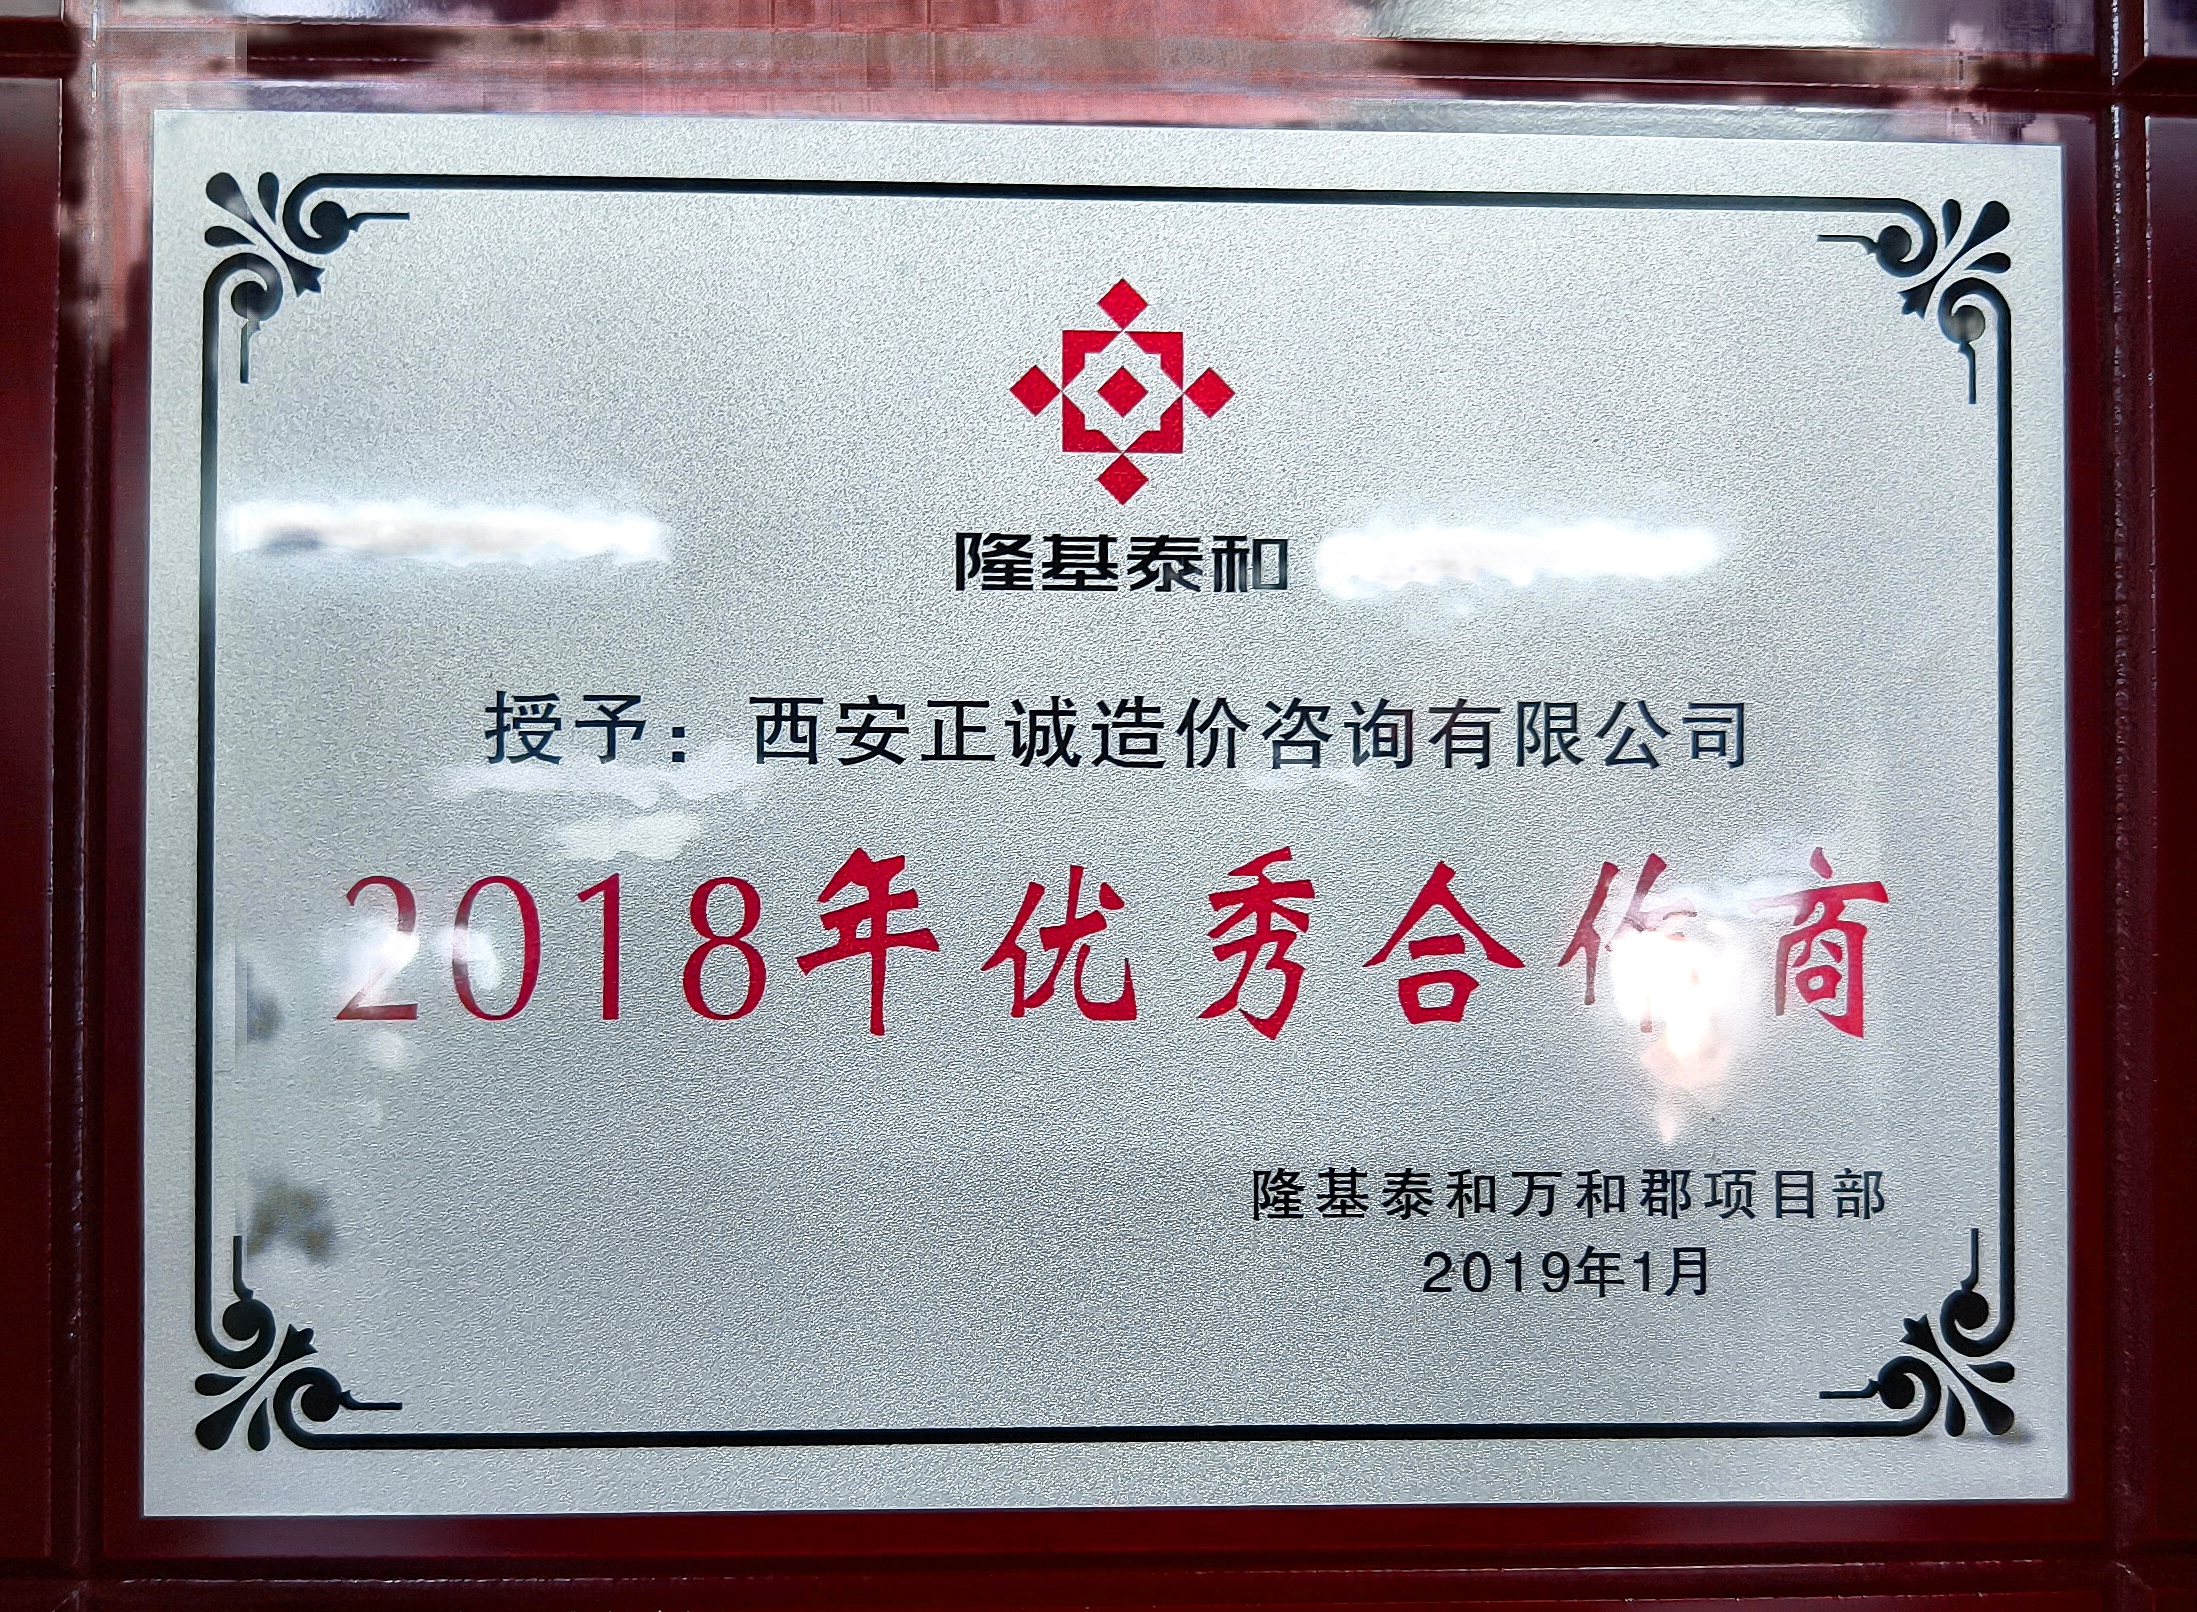 隆基泰和
授予：西安正诚造价咨询有限公司
2018年优秀合作商
隆基泰和万和郡项目部
2019年1月